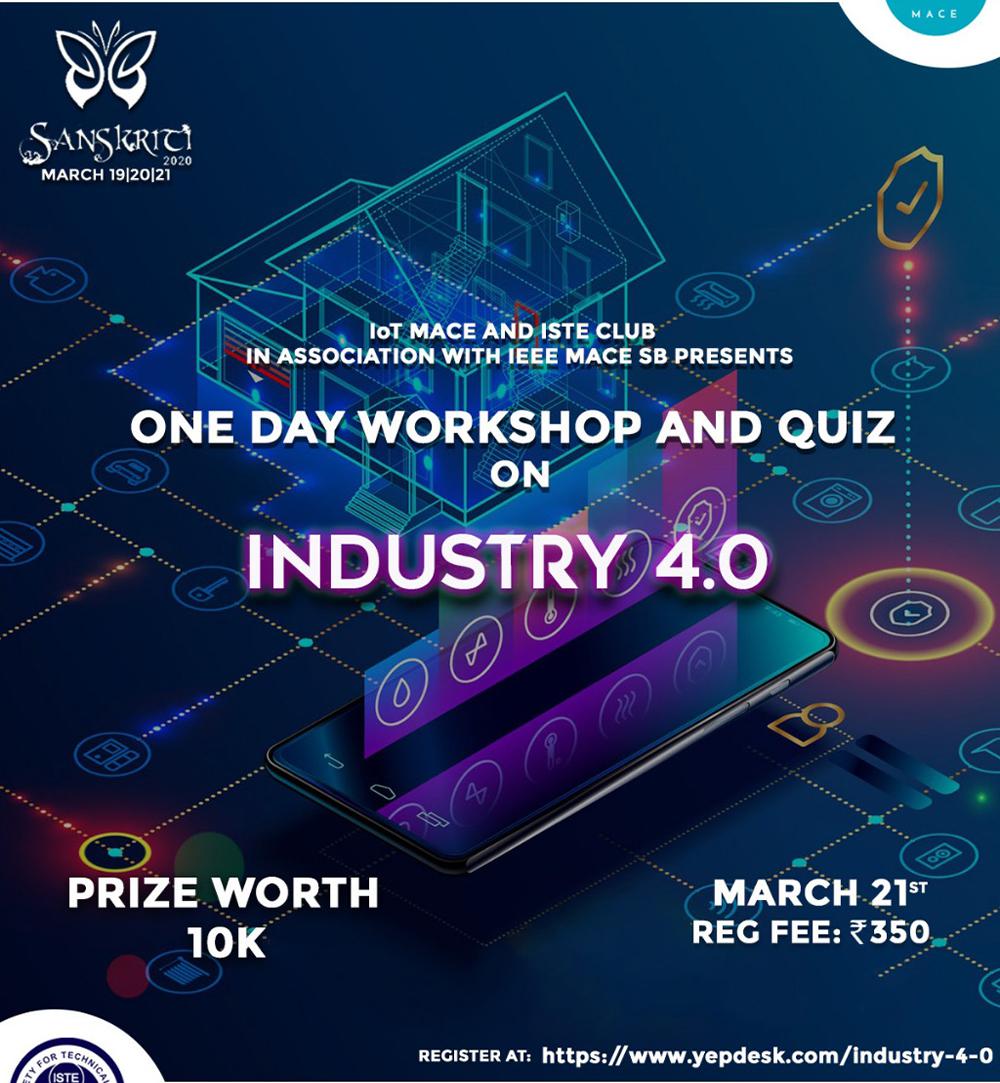 MACE
SANSKRITI
2020
MARCH 19|20|21
IoT MACE AND ISTE CLUB
IN ASSOCIATION WITH IEEE MACE SB PRESENTS
ONE DAY WORKSHOP AND QUIZ
ON
INDUSTRY 4.0
PRIZE WORTH
10K
MARCH 21ST
REG FEE: ₹350
FOR TECHNICAL
ISTE
REGISTER AT: https://www.yepdesk.com/industry-4-0